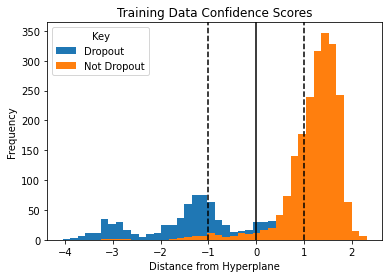 Training Data Confidence Scores
Key
Dropout
Not Dropout
Frequency
350
300
250
200
150
100
50
0
−4
−3
−2
−1
0
1
2
Distance from Hyperplane